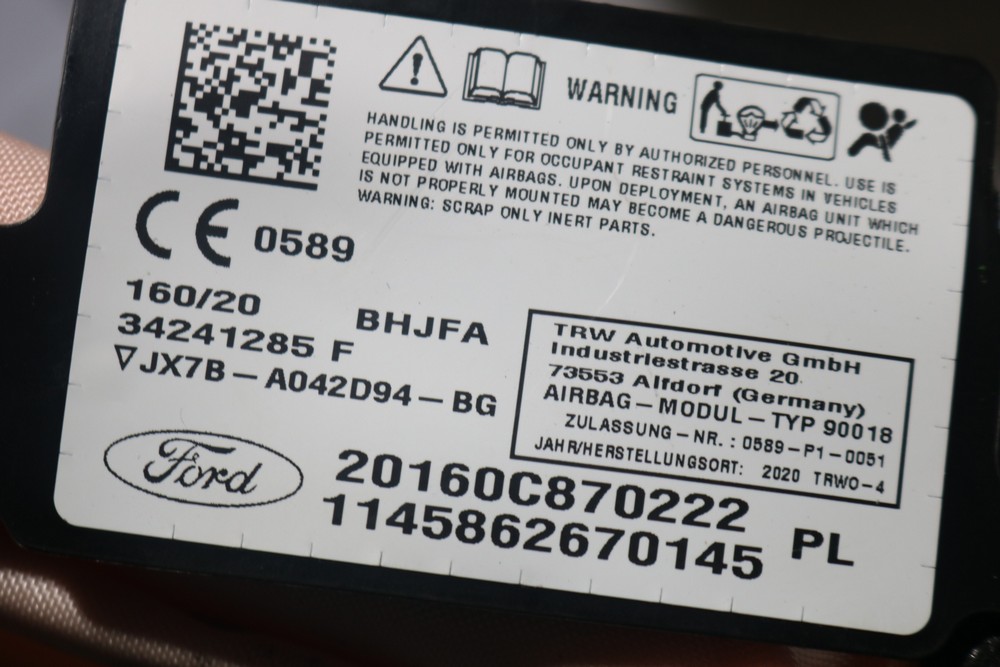 WARNING
HANDLING IS PERMITTED ONLY BY AUTHORIZED PERSONNEL. USE IS
PERMITTED ONLY FOR OCCUPANT RESTRAINT SYSTEMS IN VEHICLES
EQUIPPED WITH AIRBAGS. UPON DEPLOYMENT, AN AIRBAG UNIT WHICH
IS NOT PROPERLY MOUNTED MAY BECOME A DANGEROUS PROJECTILE.
WARNING: SCRAP ONLY INERT PARTS.
CE 0589
160/20
BHJFA
34241285 F
▽JX7B-A042D94-BG
TRW Automotive GmbH
Industriestrasse 20
73553 Alfdorf (Germany)
AIRBAG-MODUL-TYP 90018
ZULASSUNG-NR.: 0589-P1-0051
JAHR/HERSTELLUNGSORT: 2020 TRWO-4
Ford
20160C870222
1145862670145
PL